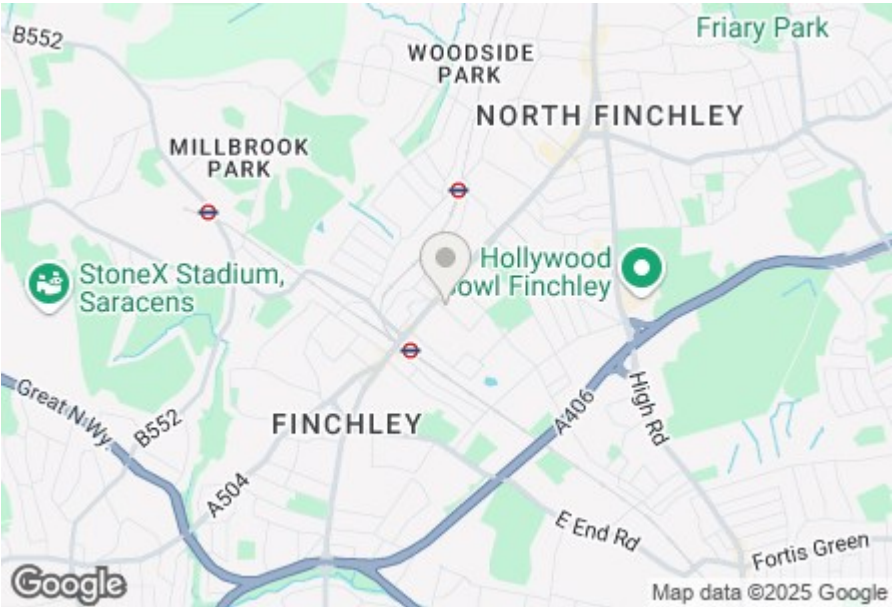 B552
Friary Park
WOODSIDE
PARK
NORTH FINCHLEY
MILLBROOK
PARK
StoneX Stadium,
Saracens
Hollywood
Bowl Finchley
Great N Wy.
B552
FINCHLEY
A406
High Rd
A504
E End Rd
Fortis Green
Google
Map data ©2025 Google